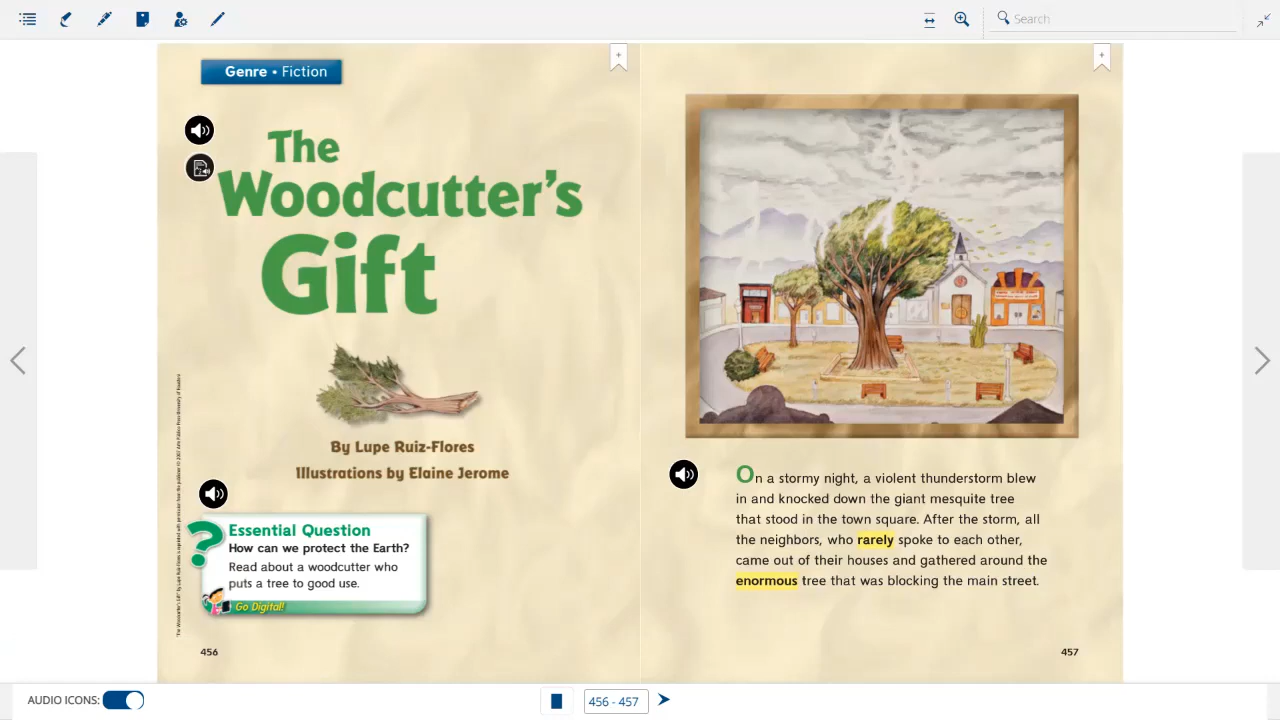 Search
Genre • Fiction
The
Woodcutter's
Gift
By Lupe Ruiz-Flores
Illustrations by Elaine Jerome
Essential Question
How can we protect the Earth?
Read about a woodcutter who
puts a tree to good use.
Go Digital!
456
On a stormy night, a violent thunderstorm blew
in and knocked down the giant mesquite tree
that stood in the town square. After the storm, all
the neighbors, who rarely spoke to each other,
came out of their houses and gathered around the
enormous tree that was blocking the main street.
457
AUDIO ICONS:
456 - 457